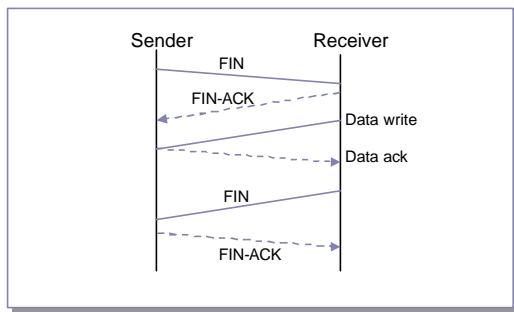 Sender Receiver
FIN
FIN-ACK
Data write
Data ack
FIN
FIN-ACK